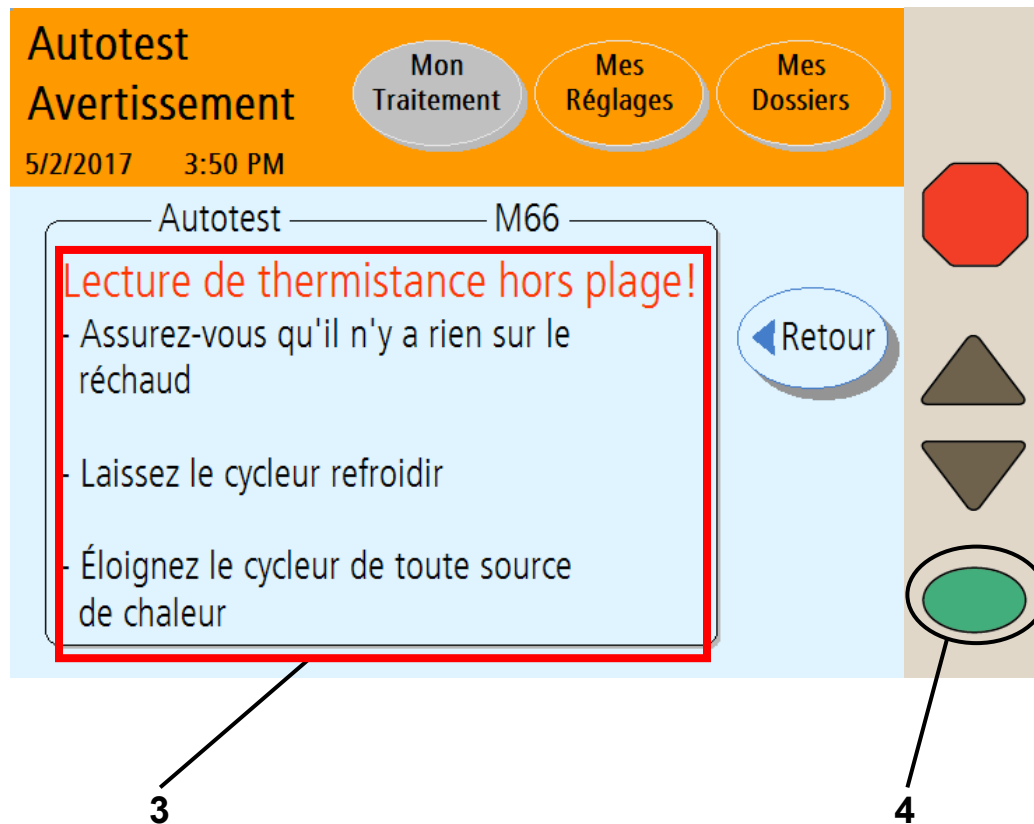 Autotest
Avertissement
5/2/2017 3:50 PM
Mon
Traitement
Mes
Réglages
Mes
Dossiers
Autotest M66
Lecture de thermistance hors plage!
- Assurez-vous qu'il n'y a rien sur le
réchaud
- Laissez le cycleur refroidir
- Éloignez le cycleur de toute source
de chaleur
Retour
3
4